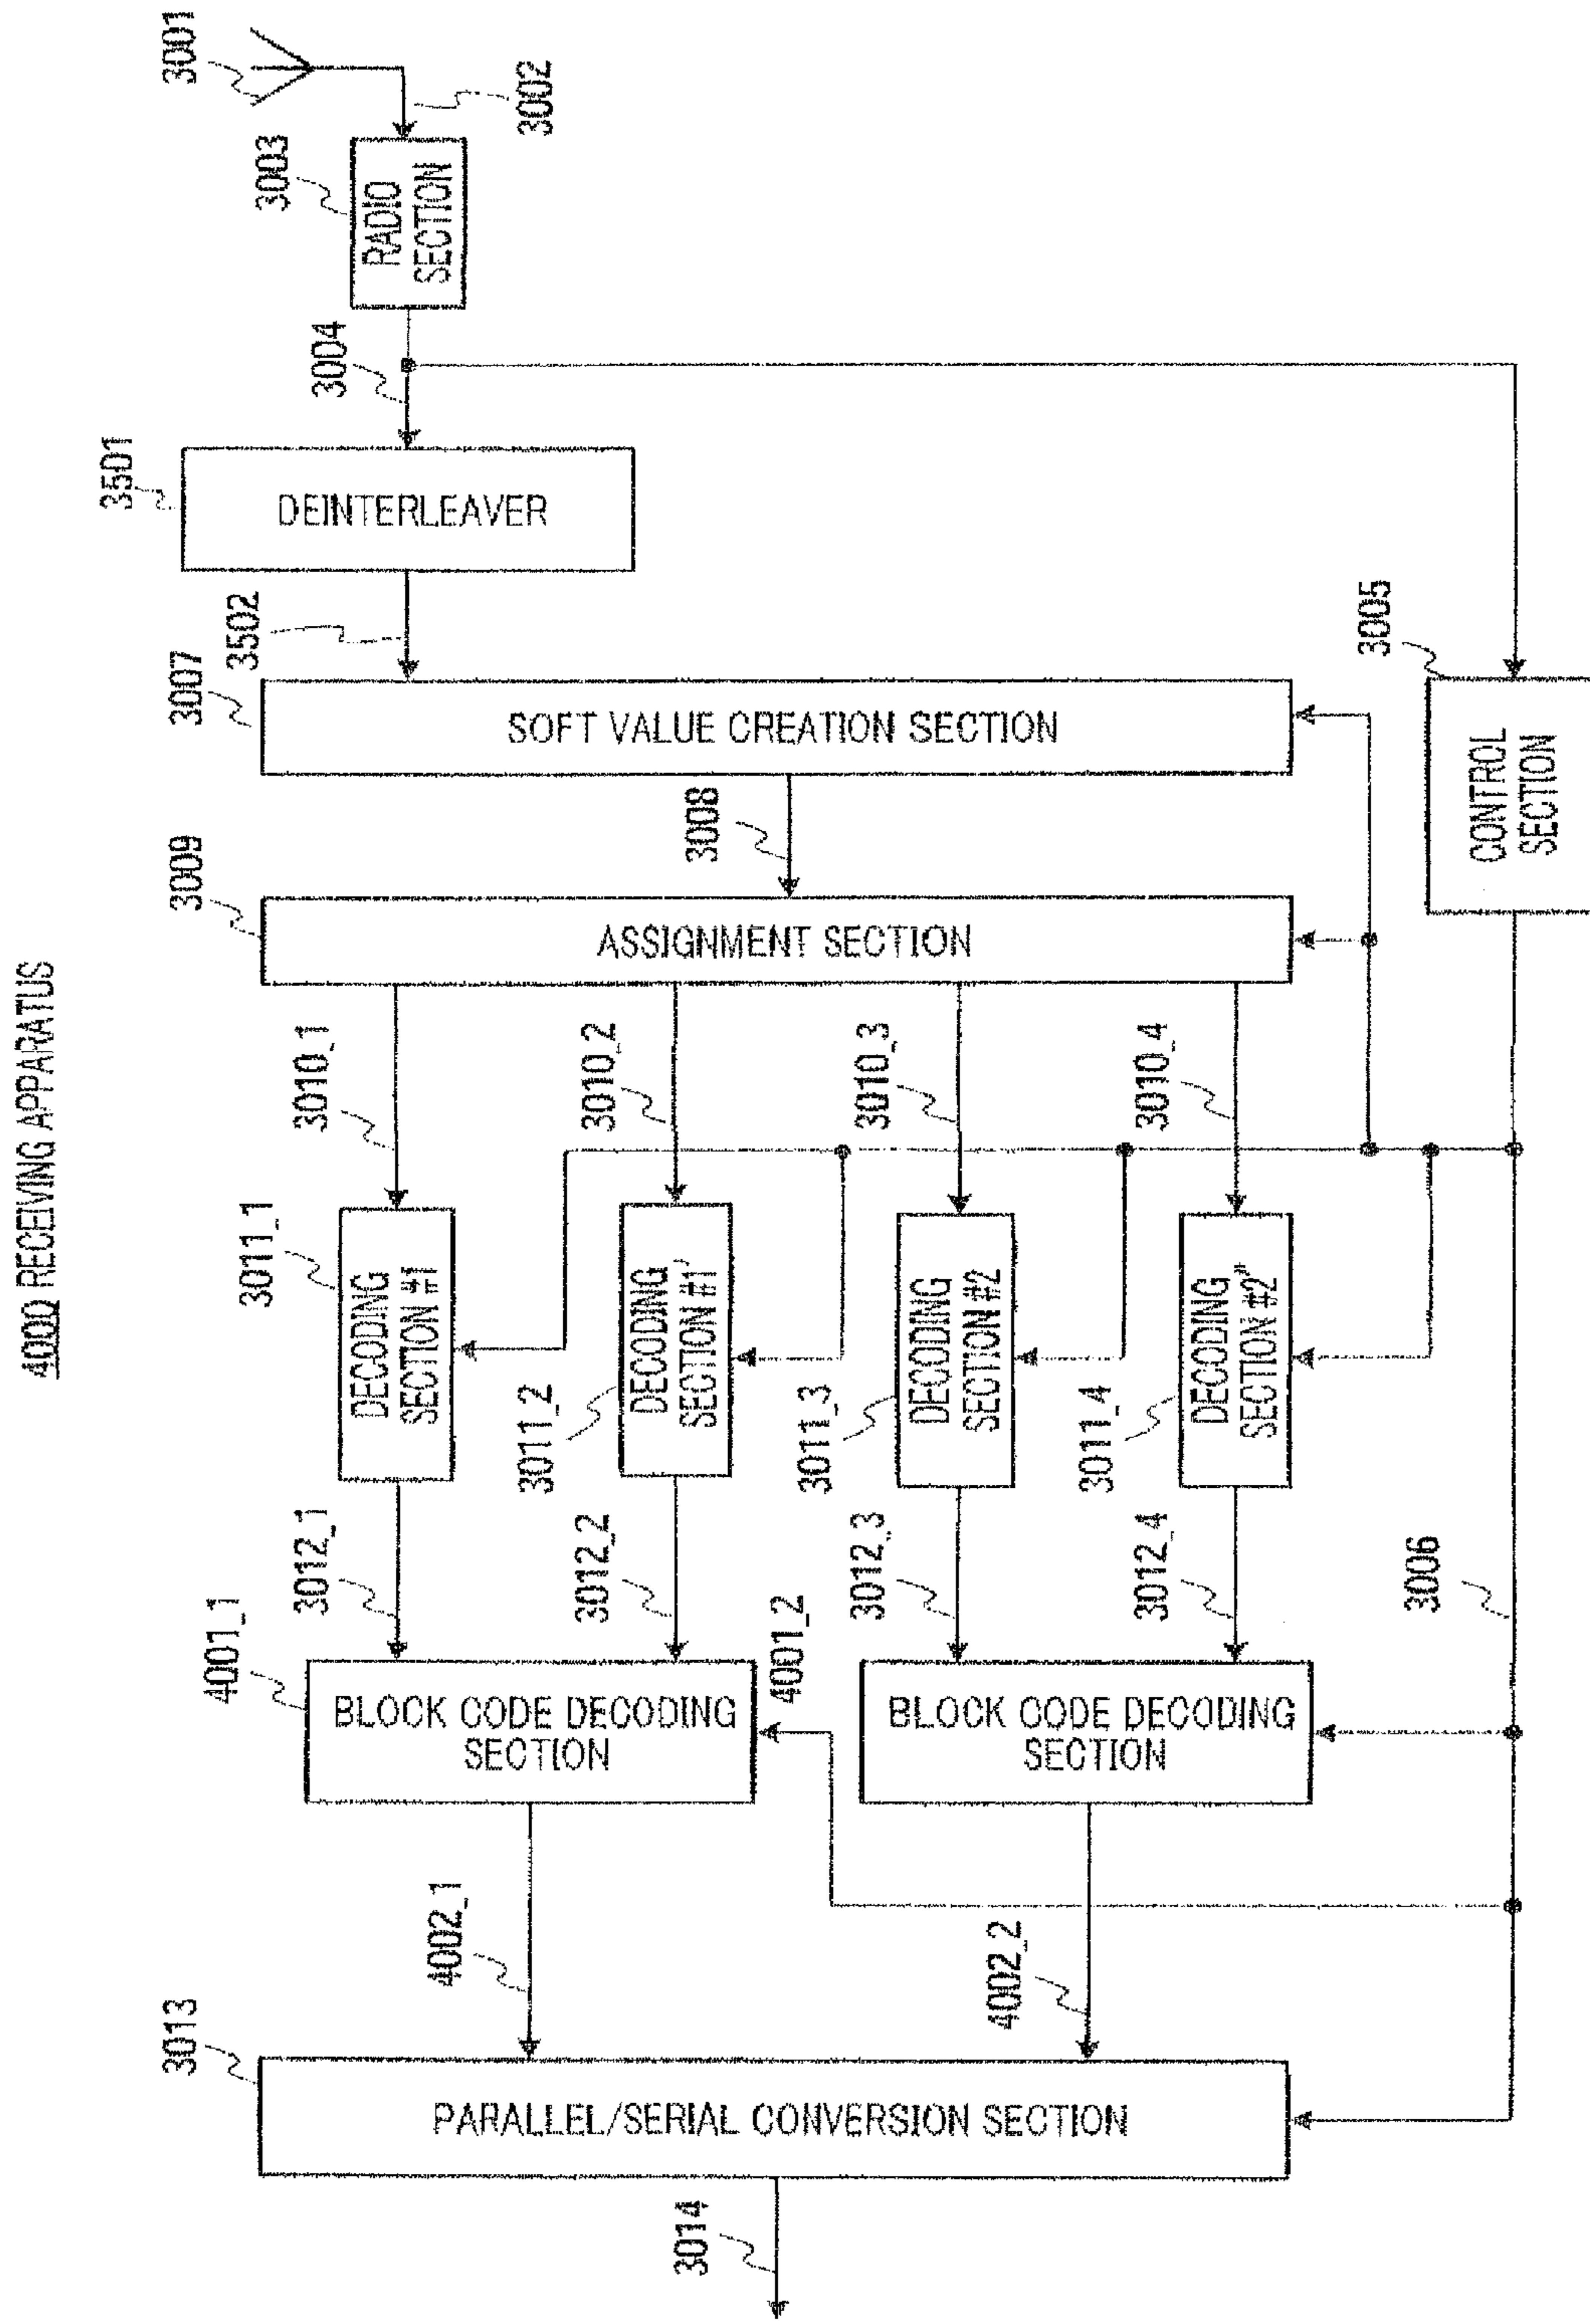 4000 RECEIVING APPARATUS
3001
3002
3003
RADIO
SECTION
3004
3501
DEINTERLEAVER
3502
3007
SOFT VALUE CREATION SECTION
3005
CONTROL
SECTION
3008
3009
ASSIGNMENT SECTION
3010_1
3010_2
3010_3
3010_4
3011_1
DECODING
SECTION #1
3011_2
DECODING
SECTION #1'
3011_3
DECODING
SECTION #2
3011_4
DECODING
SECTION #2"
3012_1
3012_2
3012_3
3012_4
3006
4001_1
BLOCK CODE DECODING
SECTION
4001_2
BLOCK CODE DECODING
SECTION
4002_1
4002_2
3013
PARALLEL/SERIAL CONVERSION SECTION
3014